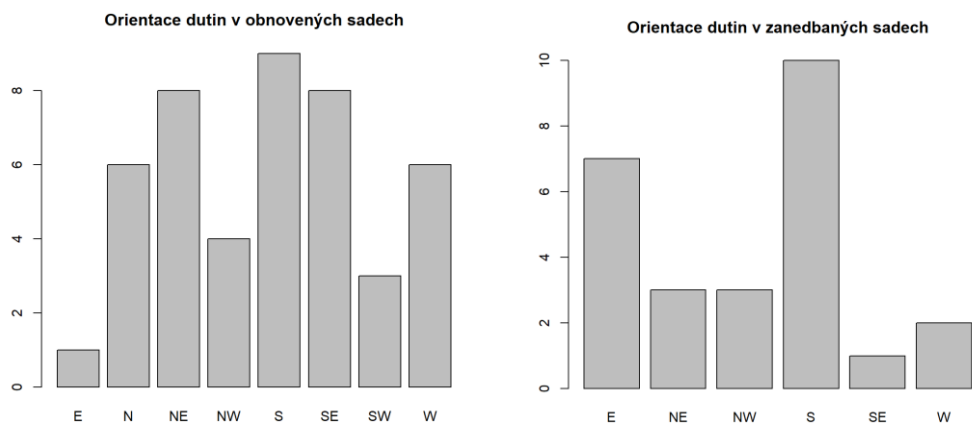 Orientace dutin v obnovených sadech
0 2 4 6 8
E N NE NW S SE SW W
Orientace dutin v zanedbaných sadech
0 2 4 6 8 10
E NE NW S SE W